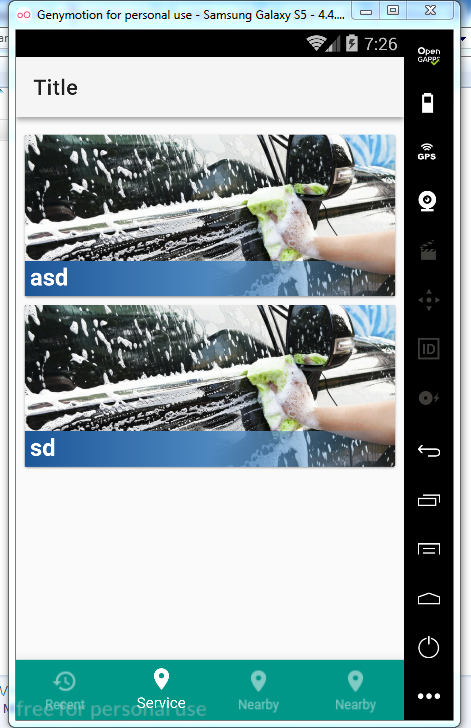 Genymotion for personal use - Samsung Galaxy S5 - 4.4....
7:26
Open
GAPPS
Title
GPS
asd
ID
sd
Recent
Service
Nearby
Nearby
free for personal use